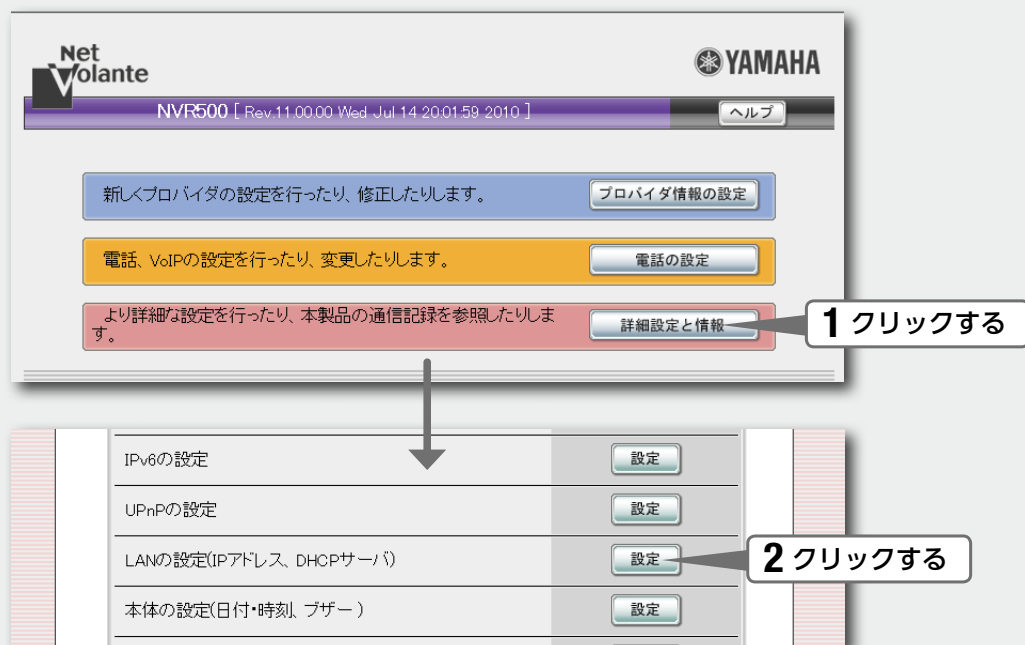 Net
Volante
YAMAHA
NVR500 [ Rev.11.00.00 Wed Jul 14 20:01:59 2010 ]
ヘルプ
新しくプロバイダの設定を行ったり、修正したりします。
プロバイダ情報の設定
電話、VoIPの設定を行ったり、変更したりします。
電話の設定
より詳細な設定を行ったり、本製品の通信記録を参照したりしま
す。
詳細設定と情報
1 クリックする
IPv6の設定
設定
UPnPの設定
設定
LANの設定(IPアドレス、DHCPサーバ)
設定
2 クリックする
本体の設定(日付・時刻、ブザー)
設定